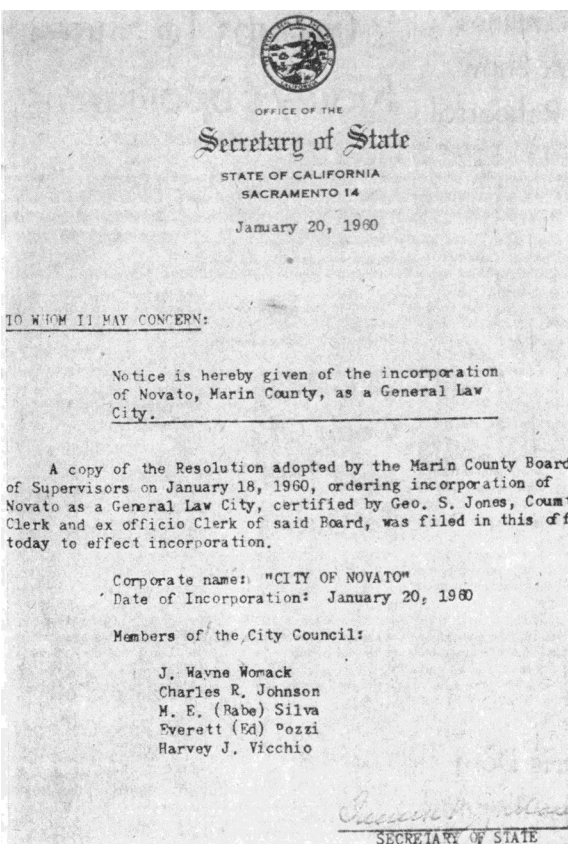 OFFICE OF THE
Secretary of State
STATE OF CALIFORNIA
SACRAMENTO 14
January 20, 1960
TO WHOM IT MAY CONCERN:
Notice is hereby given of the incorporation
of Novato, Marin County, as a General Law
City.
A copy of the Resolution adopted by the Marin County Board
of Supervisors on January 18, 1960, ordering incorporation of
Novato as a General Law City, certified by Geo. S. Jones, Count
Clerk and ex officio Clerk of said Board, was filed in this off
today to effect incorporation.
Corporate name: "CITY OF NOVATO"
Date of Incorporation: January 20, 1960
Members of the City Council:
J. Wayne Womack
Charles R. Johnson
M. E. (Rabe) Silva
Everett (Ed) Pozzi
Harvey J. Vicchio
SECRETARY OF STATE